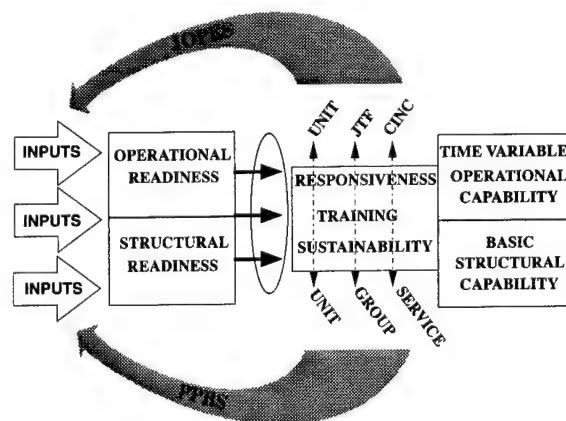 JOPES
UNIT
JTF
CINC
INPUTS
INPUTS
INPUTS
OPERATIONAL
READINESS
STRUCTURAL
READINESS
RESPONSIVENESS
TRAINING
SUSTAINABILITY
TIME VARIABLE
OPERATIONAL
CAPABILITY
BASIC
STRUCTURAL
CAPABILITY
UNIT
GROUP
SERVICE
PPBS